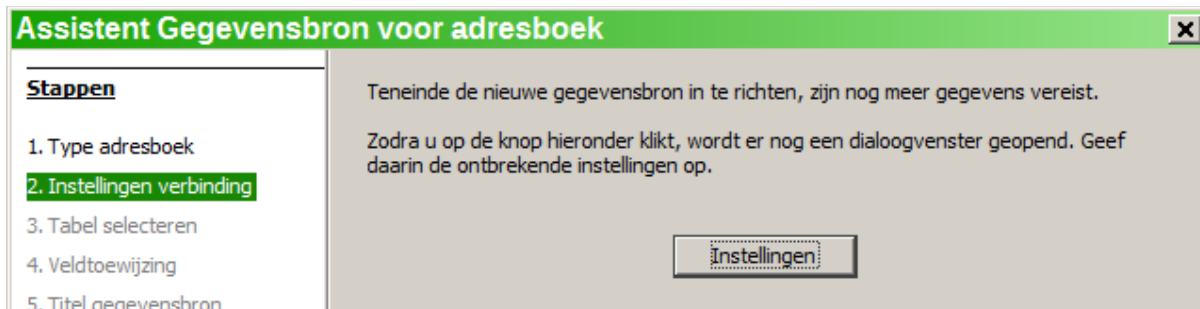 Assistent Gegevensbron voor adresboek
Stappen
1. Type adresboek
2. Instellingen verbinding
3. Tabel selecteren
4. Veldtoewijzing
5. Titel gegevensbron
Teneinde de nieuwe gegevensbron in te richten, zijn nog meer gegevens vereist.
Zodra u op de knop hieronder klikt, wordt er nog een dialoogvenster geopend. Geef
daarin de ontbrekende instellingen op.
Instellingen